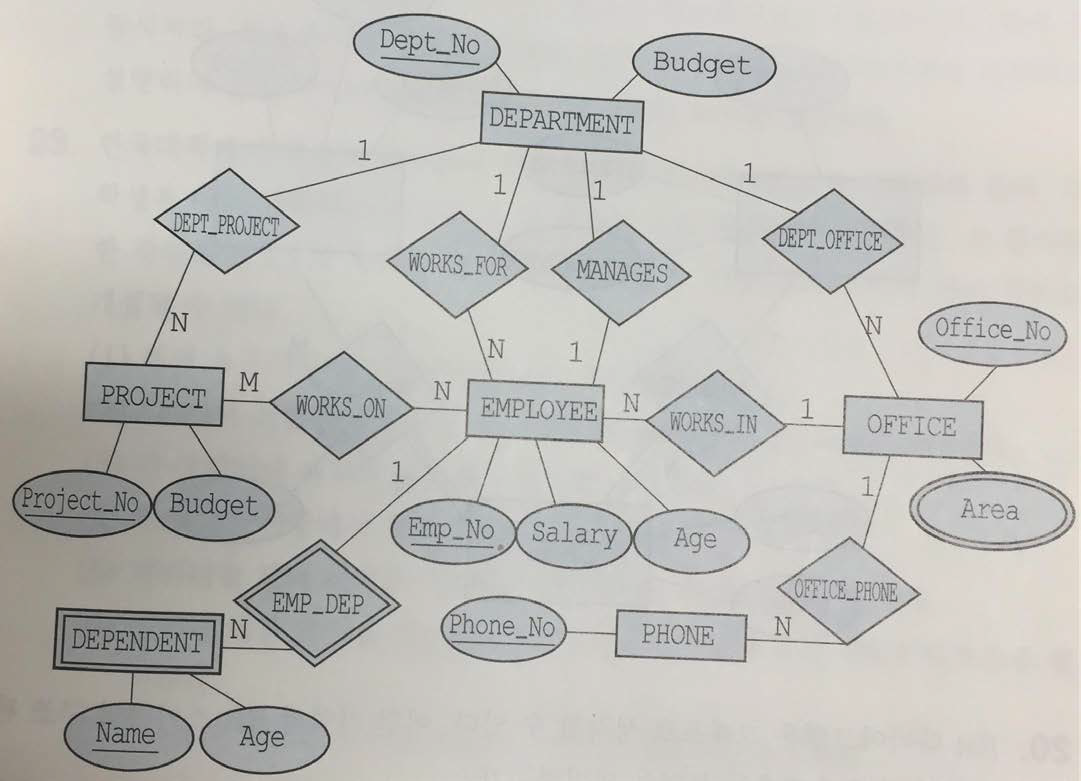 Dept_No
Budget
DEPARTMENT
1
1
1
1
DEPT_PROJECT
WORKS_FOR
MANAGES
DEPT_OFFICE
N
N
1
N
Office_No
PROJECT
M
WORKS_ON
N
EMPLOYEE
N
WORKS_IN
1
OFFICE
1
1
Project_No
Budget
Emp_No
Salary
Age
Area
EMP_DEP
OFFICE_PHONE
DEPENDENT
N
Phone_No
PHONE
N
Name
Age
20.